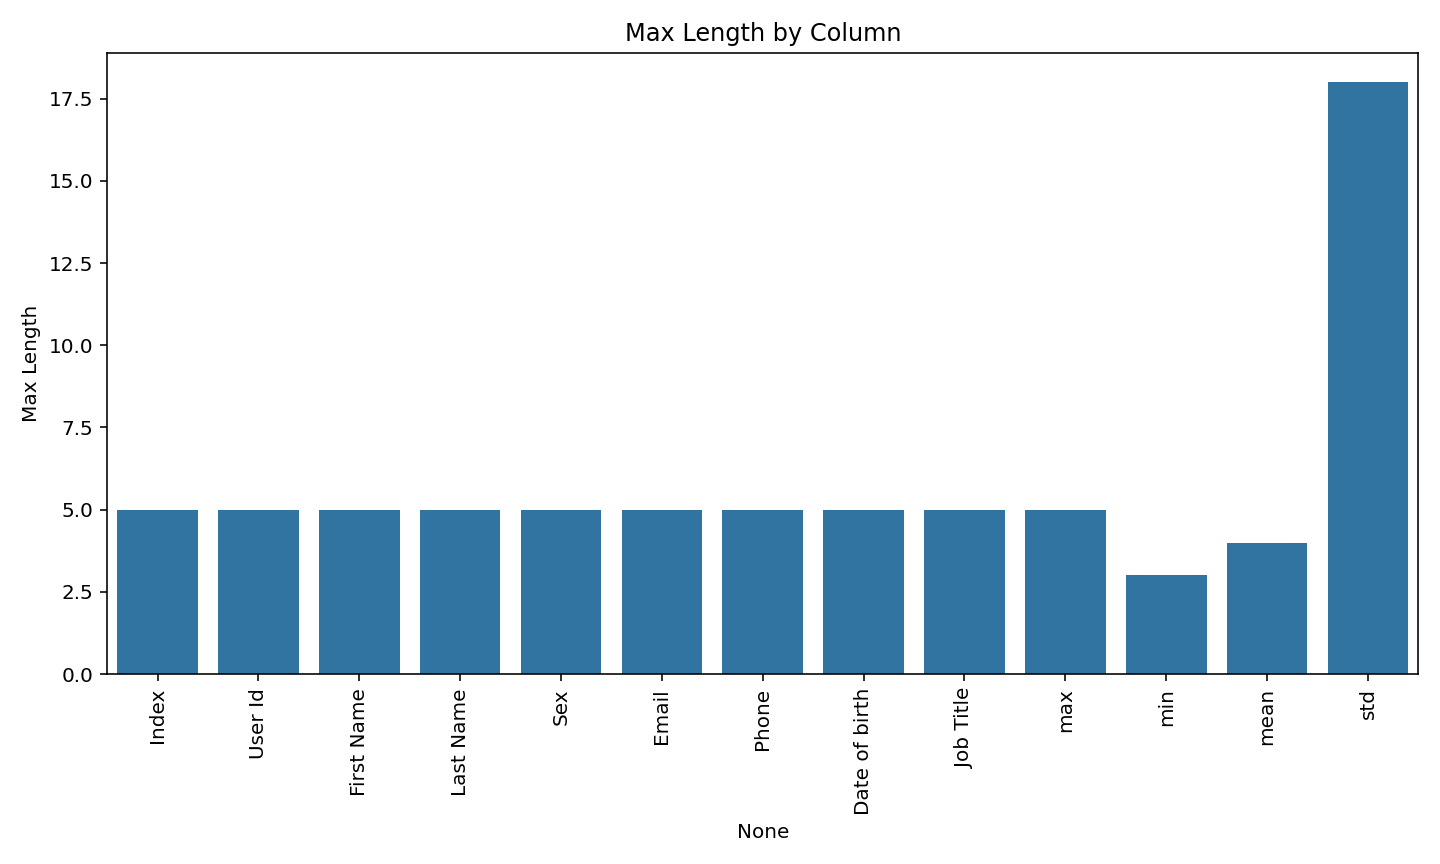 Max Length by Column
Max Length
17.5
15.0
12.5
10.0
7.5
5.0
2.5
0.0
Index
User Id
First Name
Last Name
Sex
Email
Phone
Date of birth
Job Title
max
min
mean
std
None